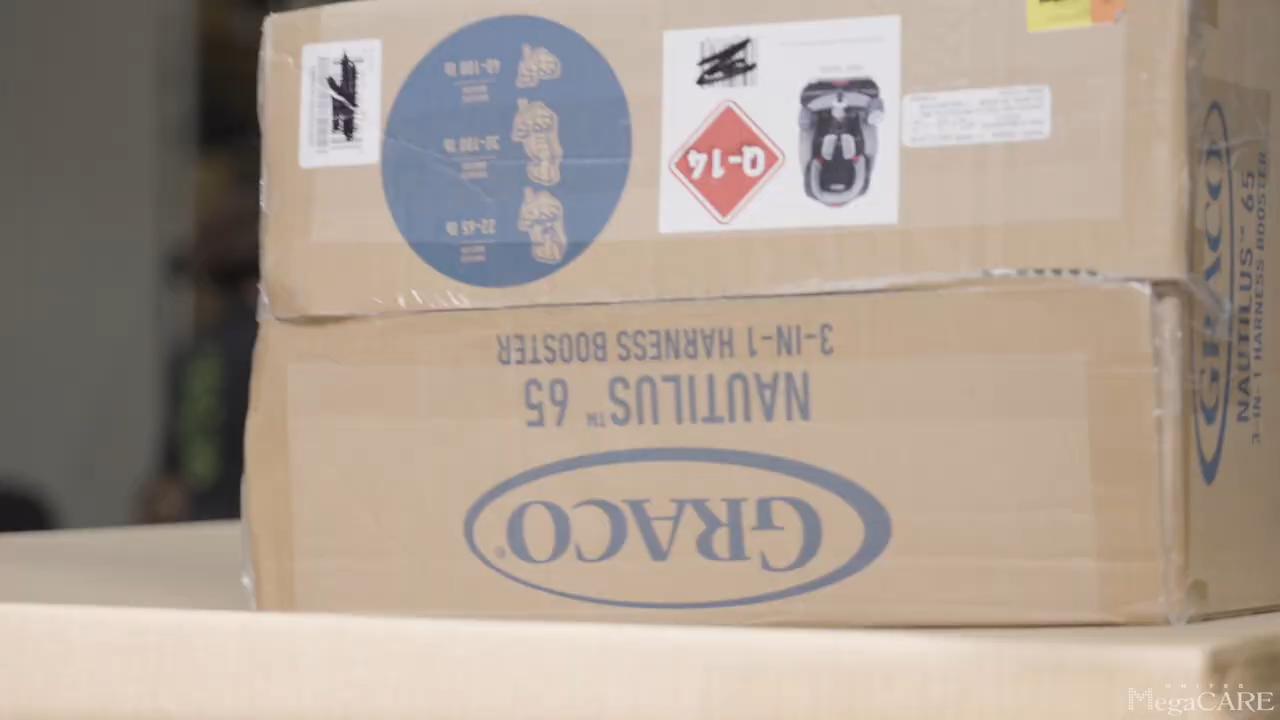 22-65 lb
30-100 lb
40-100 lb
Q-14
GRACO®
NAUTILUS™ 65
3-IN-1 HARNESS BOOSTER
GRACO
NAUTILUS™ 65
3-IN-1 HARNESS BOOSTER
UNITED
MegaCARE